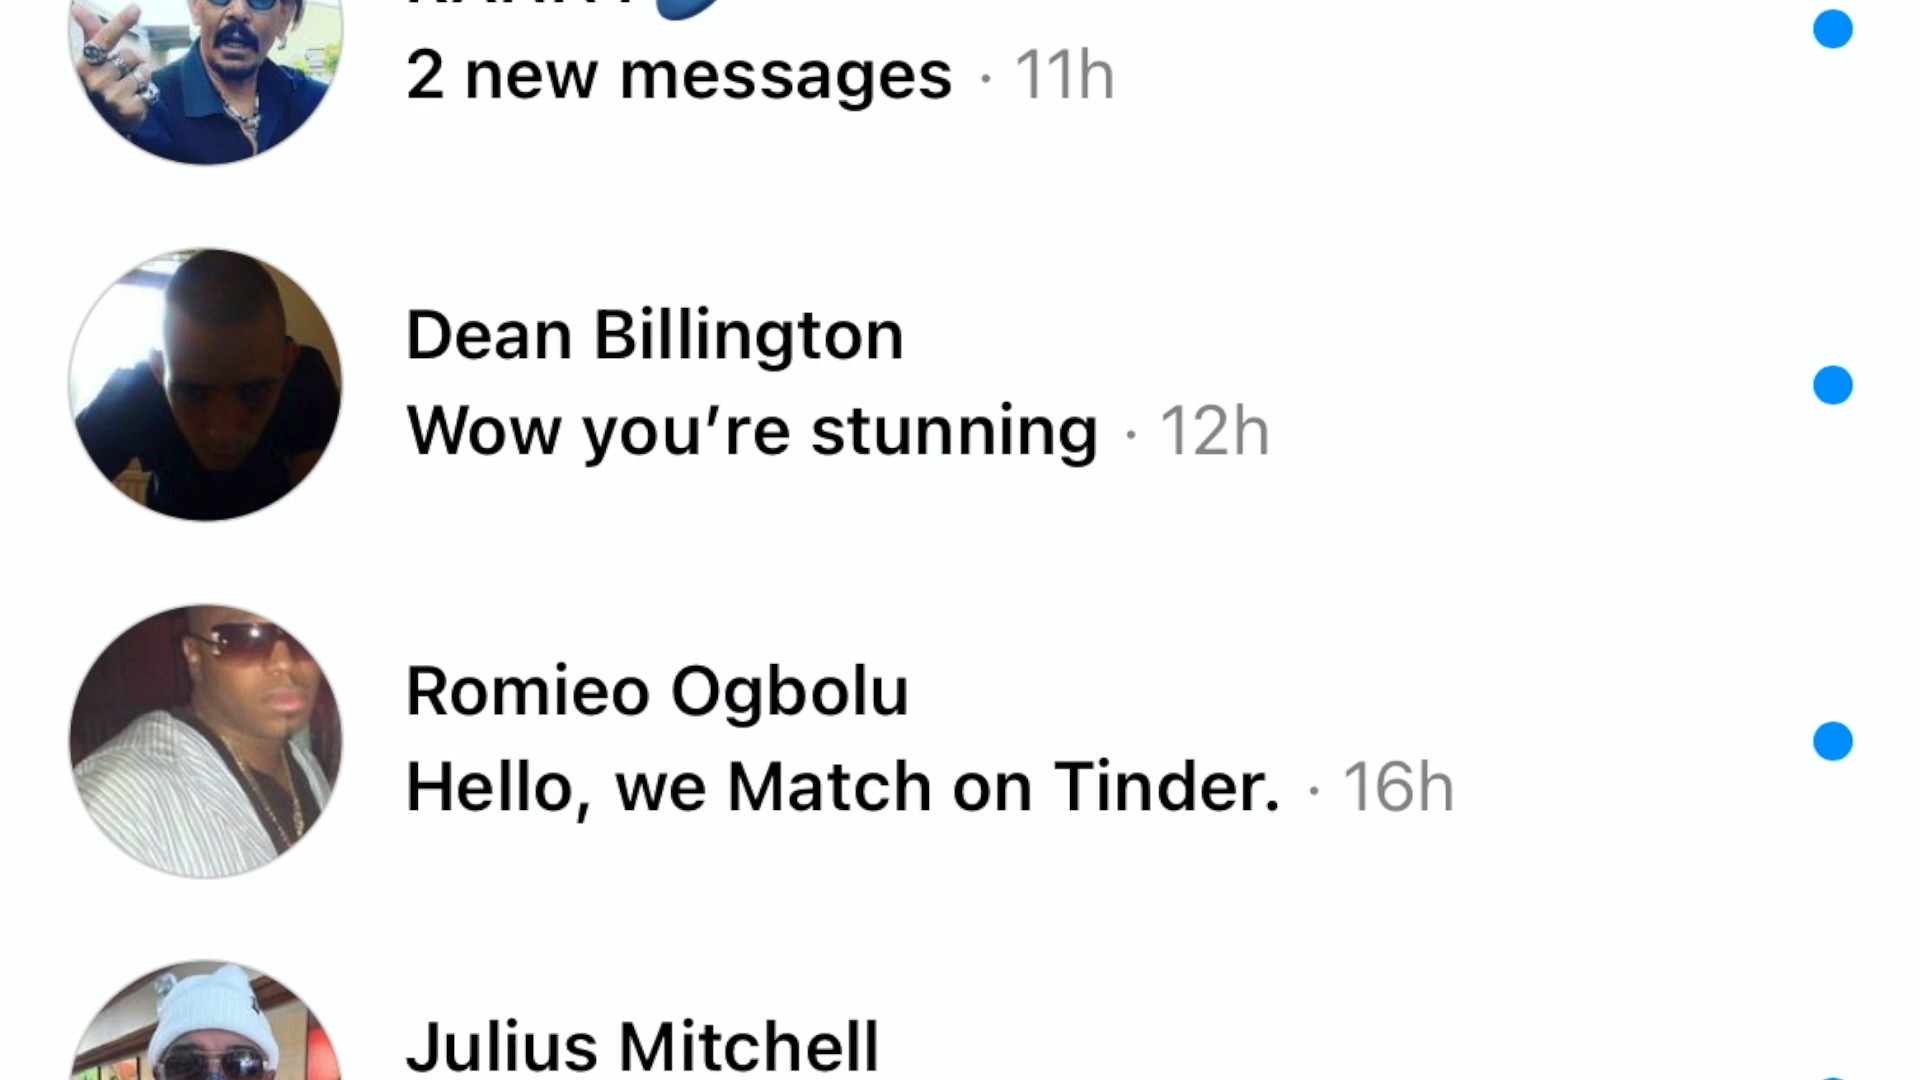 2 new messages · 11h
Dean Billington
Wow you’re stunning · 12h
Romieo Ogbolu
Hello, we Match on Tinder. · 16h
Julius Mitchell